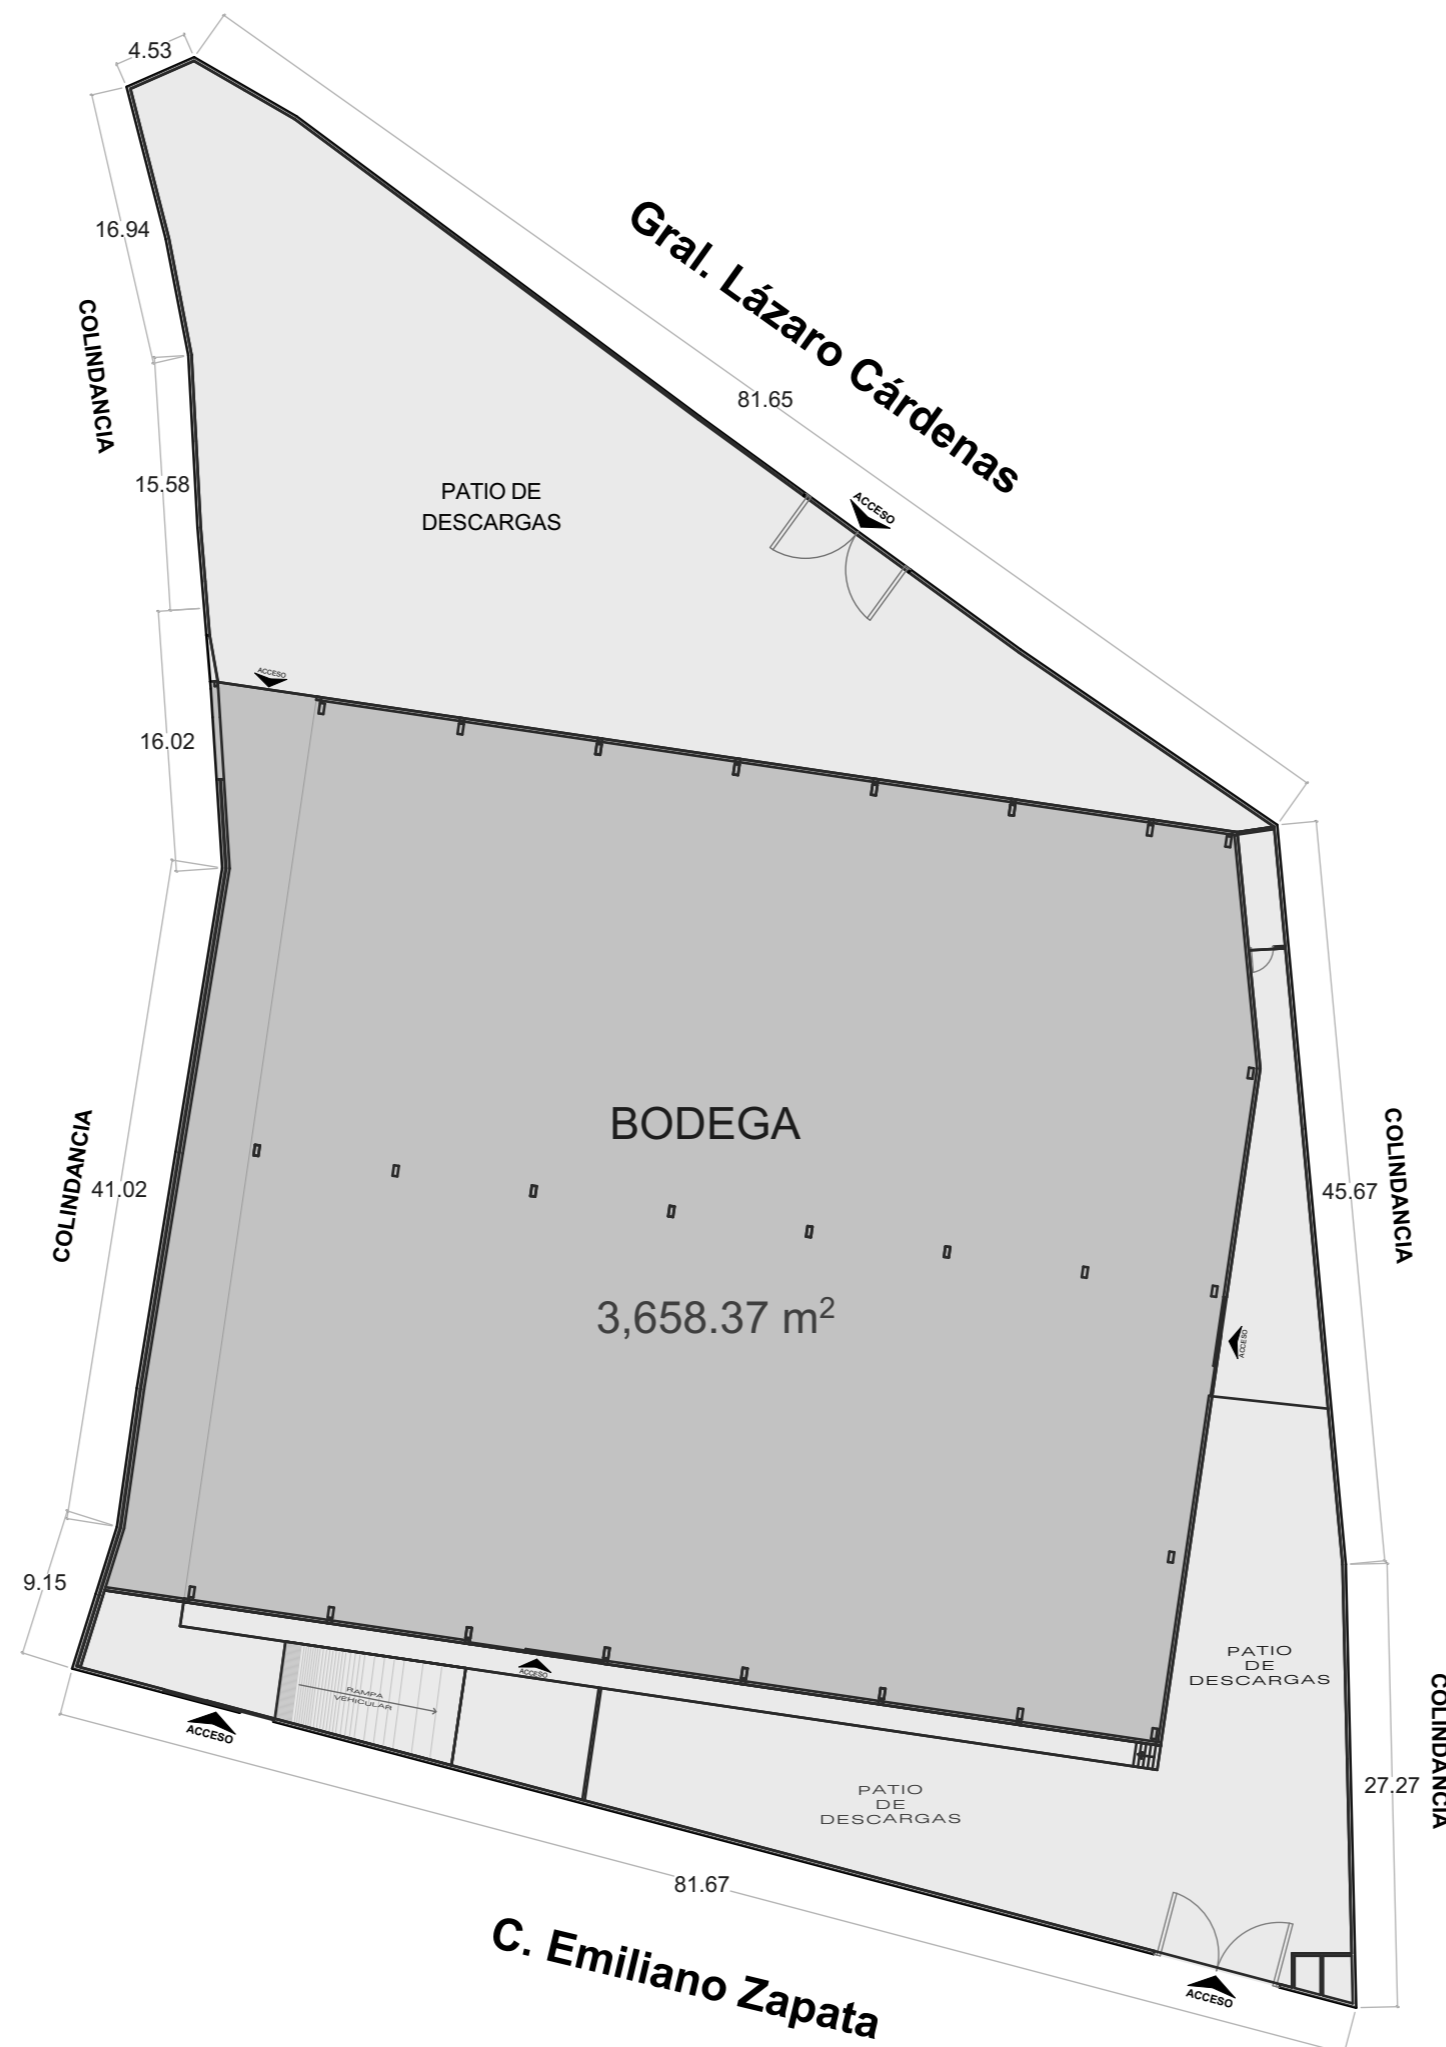 4.53
16.94
Gral. Lázaro Cárdenas
COLINDANCIA
81.65
15.58
PATIO DE
DESCARGAS
ACCESO
ACCESO
16.02
BODEGA
COLINDANCIA
41.02
COLINDANCIA
45.67
3,658.37 m²
ACCESO
9.15
PATIO
DE
DESCARGAS
ACCESO
RAMPA
VEHICULAR
ACCESO
COLINDANCIA
27.27
PATIO
DE
DESCARGAS
81.67
C. Emiliano Zapata
ACCESO